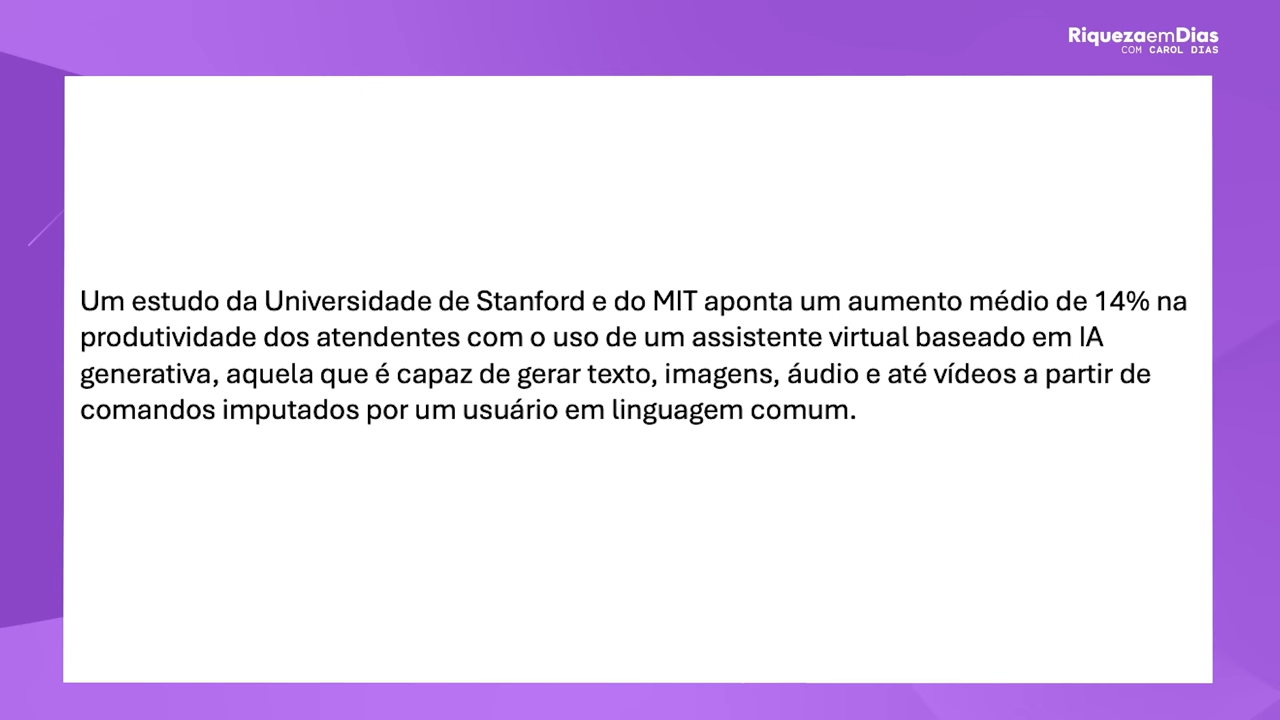 RiquezaemDias
COM CAROL DIAS
Um estudo da Universidade de Stanford e do MIT aponta um aumento médio de 14% na
produtividade dos atendentes com o uso de um assistente virtual baseado em IA
generativa, aquela que é capaz de gerar texto, imagens, áudio e até vídeos a partir de
comandos imputados por um usuário em linguagem comum.